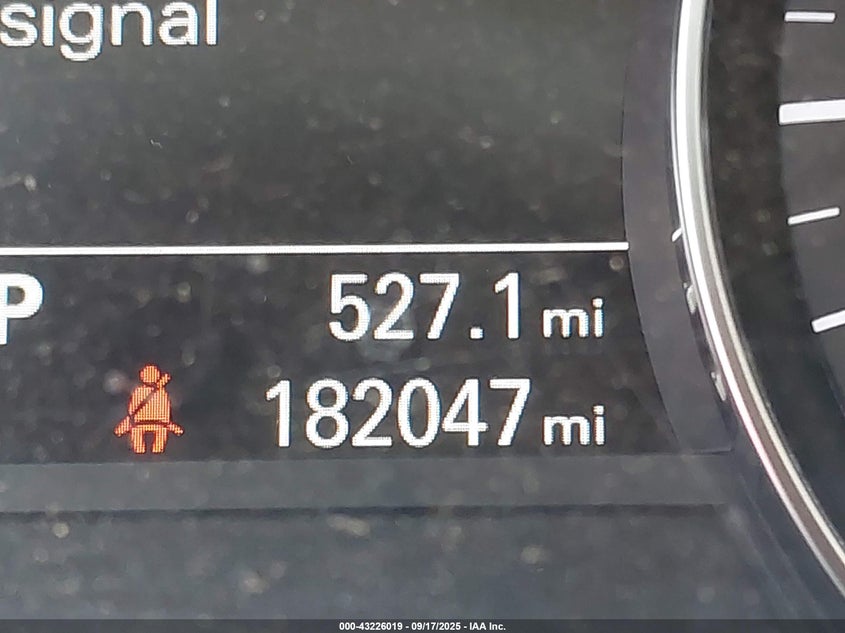 signal
P
527.1 mi
182047 mi
000-43226019 - 09/17/2025 - IAA Inc.